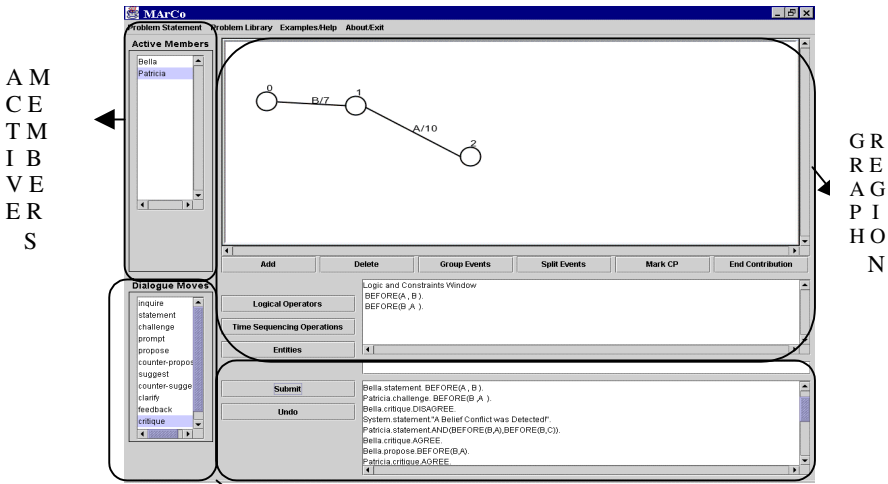 MArCo
Problem Statement Problem Library Examples/Help About/Exit
Active Members
Bella
Patricia
A M
C E
T M
I B
V E
E R
S
0
B/7
1
A/10
2
G R
R E
A G
P I
H O
N
Add Delete Group Events Split Events Mark CP End Contribution
Dialogue Moves
inquire
statement
challenge
prompt
propose
counter-propos
suggest
counter-sugge
clarify
feedback
critique
Logical Operators
Time Sequencing Operations
Entities
Logic and Constraints Window
BEFORE(A , B ).
BEFORE(B ,A ).
Submit
Undo
Bella.statement. BEFORE(A , B ).
Patricia.challenge. BEFORE(B ,A ).
Bella.critique.DISAGREE.
System.statement."A Belief Conflict was Detected!".
Patricia.statement.AND(BEFORE(B,A),BEFORE(B,C)).
Bella.critique.AGREE.
Bella.propose.BEFORE(B,A).
Patricia.critique.AGREE.